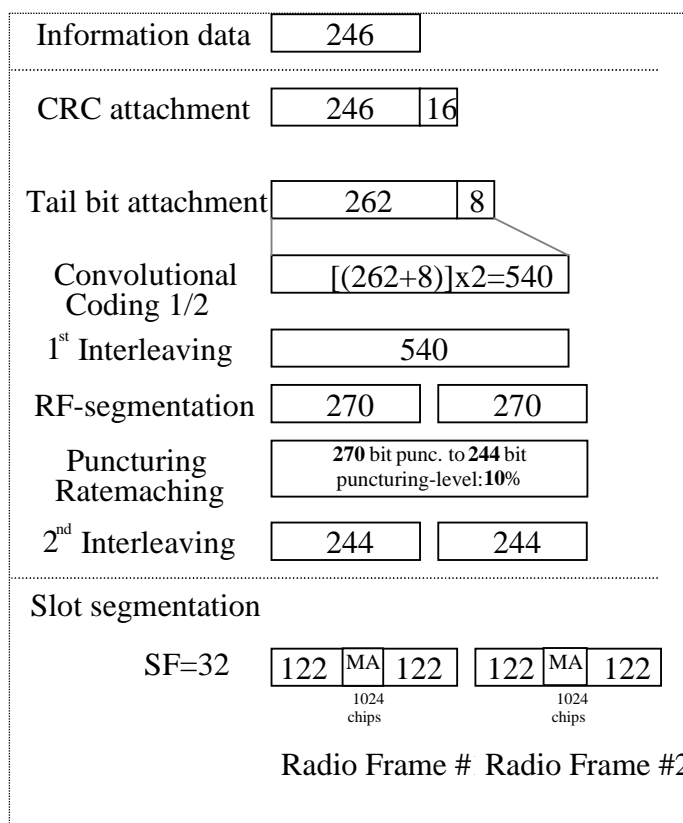 Information data 246
CRC attachment 246 16
Tail bit attachment 262 8
Convolutional
Coding 1/2
[(262+8)]x2=540
1st Interleaving 540
RF-segmentation 270 270
Puncturing
Ratemaching
270 bit punc. to 244 bit
puncturing-level:10%
2nd Interleaving 244 244
Slot segmentation
SF=32 122 MA 122 122 MA 122
1024
chips
1024
chips
Radio Frame # Radio Frame #2